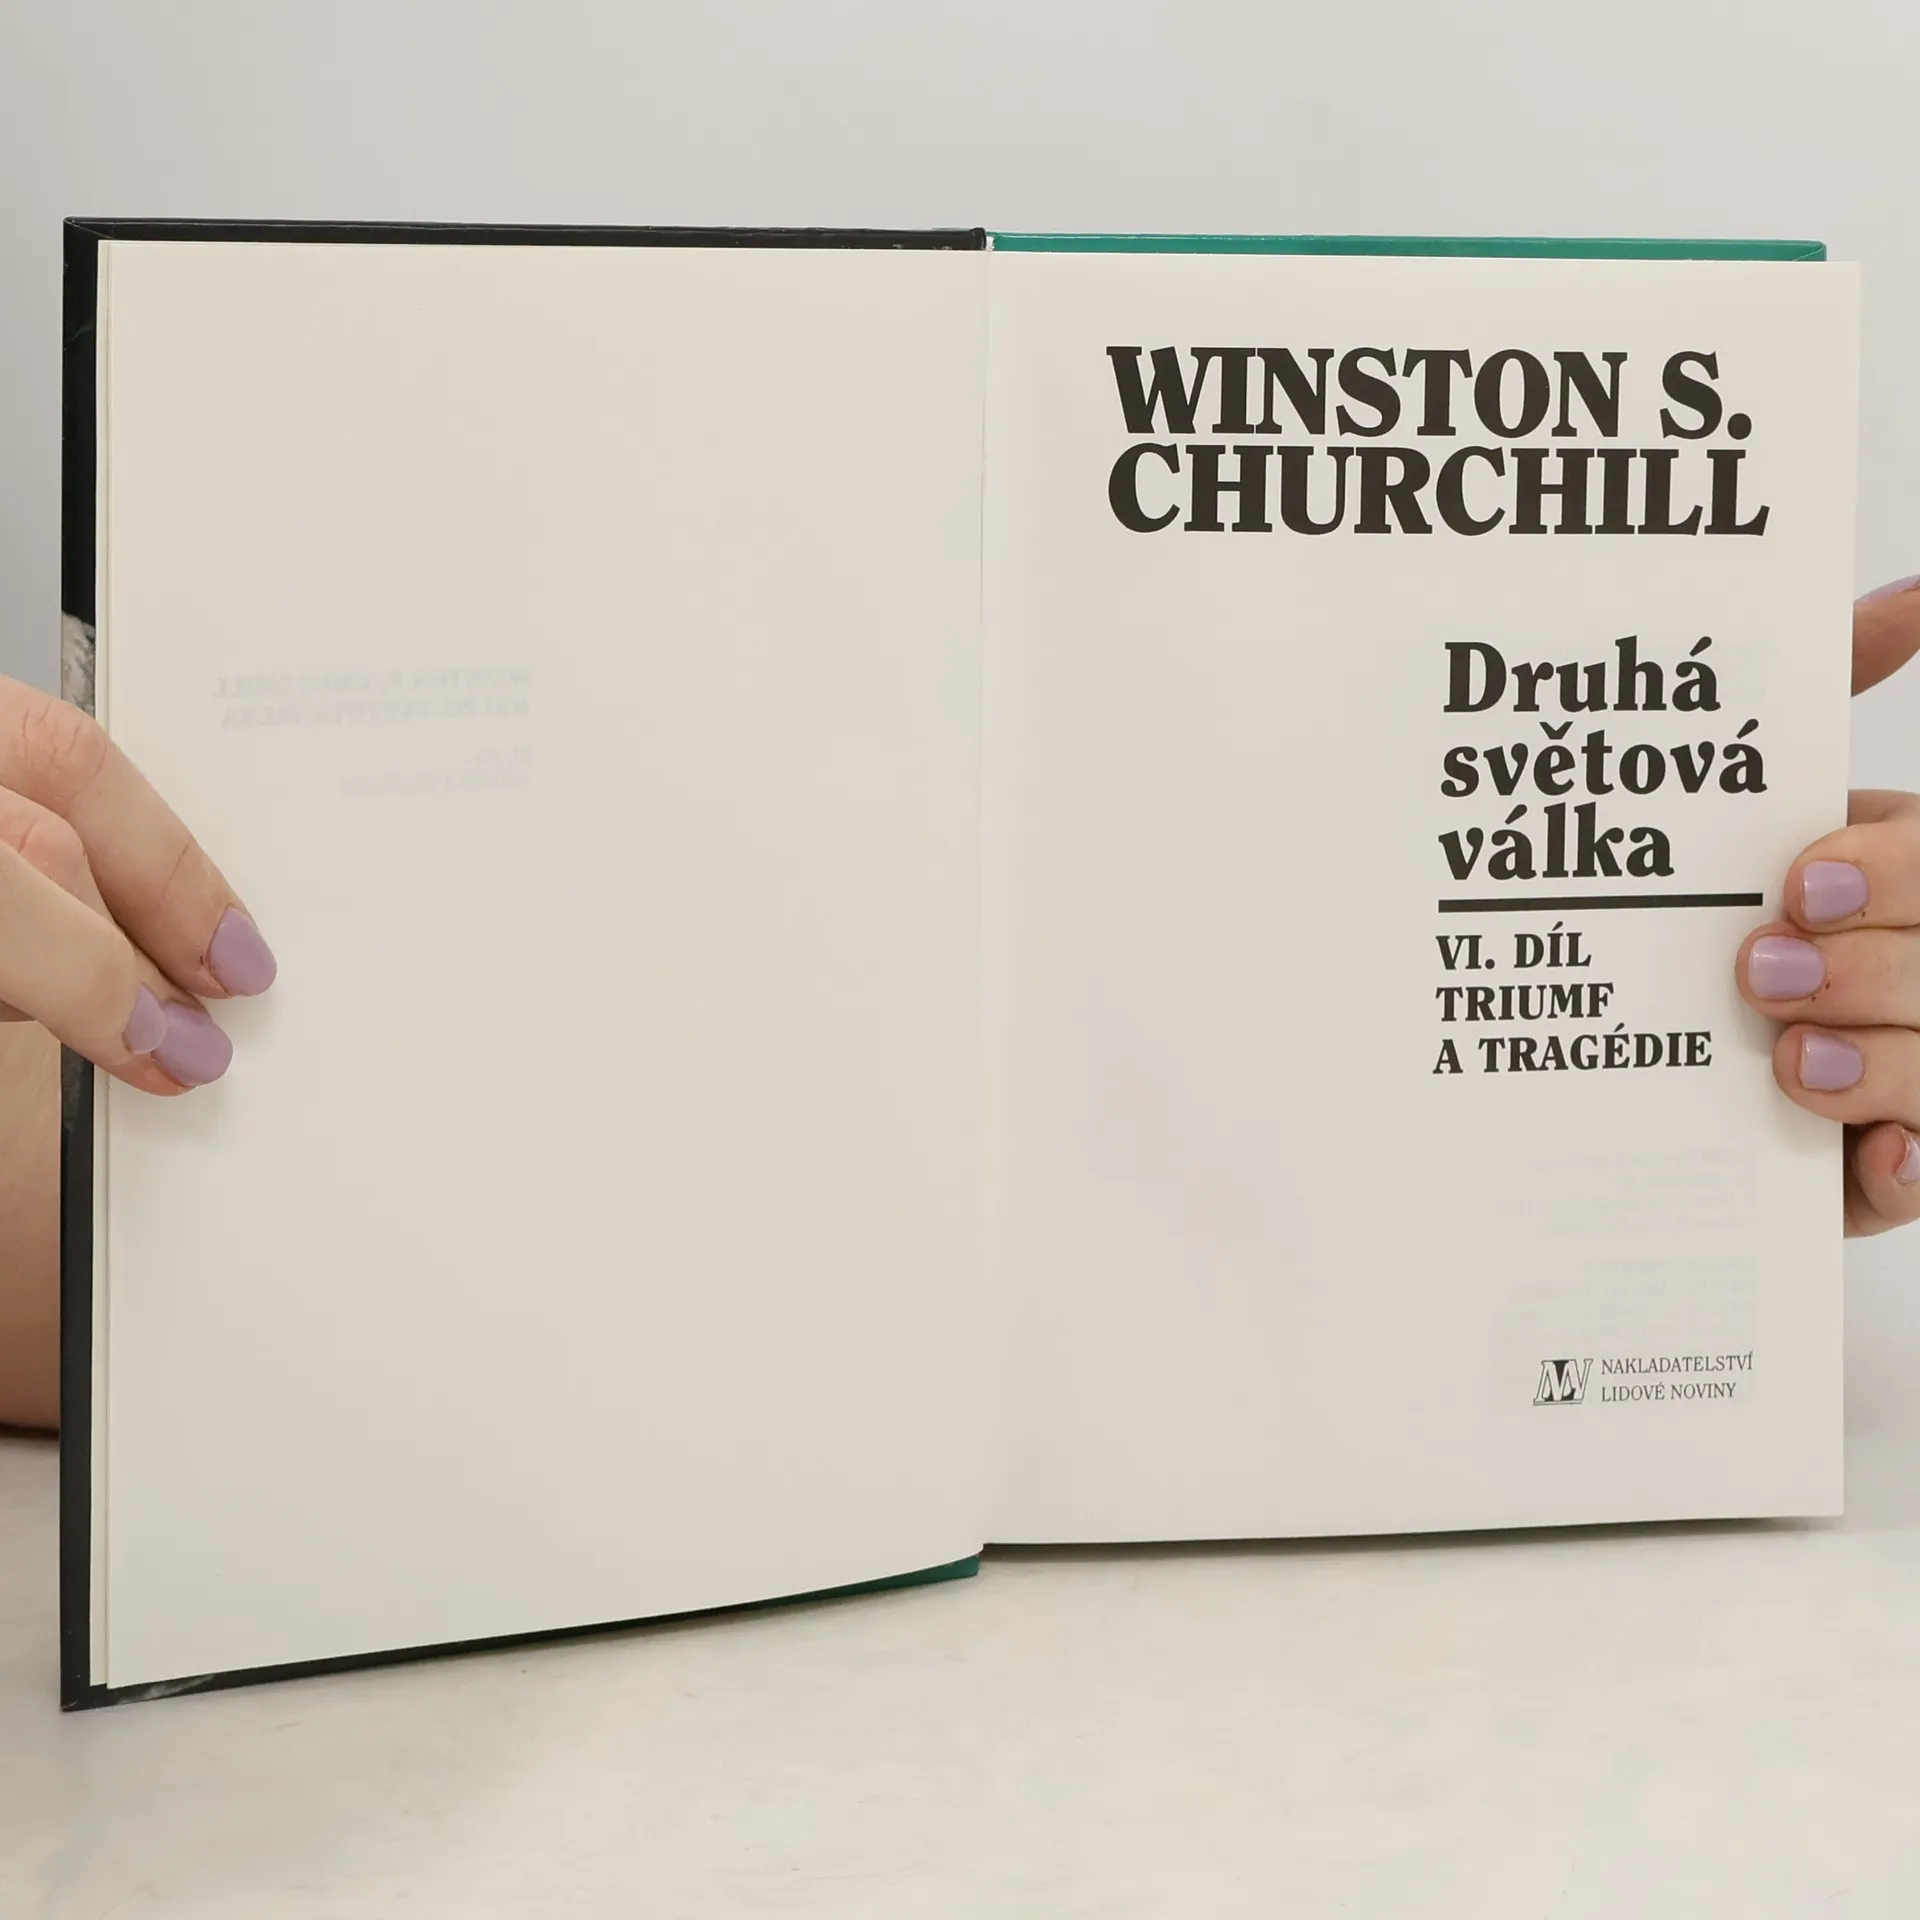 WINSTON S.
CHURCHILL
Druhá
světová
válka
VI. DÍL
TRIUMF
A TRAGÉDIE
NAKLADATELSTVÍ
LIDOVÉ NOVINY